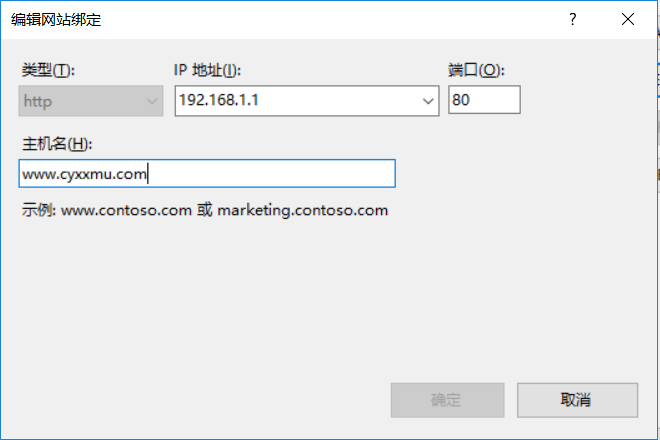 编辑网站绑定
类型(T): IP 地址(I): 端口(O):
http 192.168.1.1 80
主机名(H):
www.cyxxmu.com
示例: www.contoso.com 或 marketing.contoso.com
确定 取消